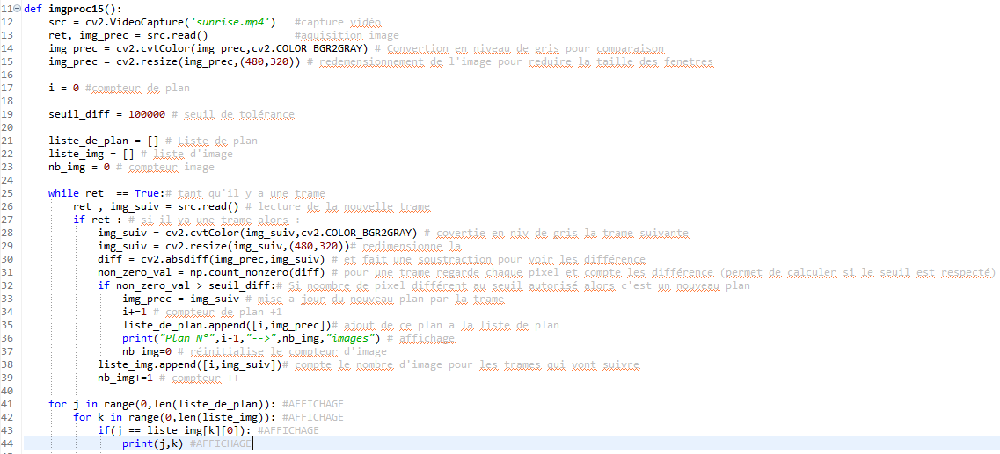 11 def imgproc15():
12 src = cv2.VideoCapture('sunrise.mp4') #capture vidéo
13 ret, img_prec = src.read() #aquisition image
14 img_prec = cv2.cvtColor(img_prec,cv2.COLOR_BGR2GRAY) # Convertion en niveau de gris pour comparaison
15 img_prec = cv2.resize(img_prec,(480,320)) # redemensionnement de l'image pour reduire la taille des fenetres
16
17 i = 0 #compteur de plan
18
19 seuil_diff = 100000 # seuil de tolérance
20
21 liste_de_plan = [] # Liste de plan
22 liste_img = [] # liste d'image
23 nb_img = 0 # compteur image
24
25 while ret == True:# tant qu'il y a une trame
26 ret , img_suiv = src.read() # lecture de la nouvelle trame
27 if ret : # si il ya une trame alors :
28 img_suiv = cv2.cvtColor(img_suiv,cv2.COLOR_BGR2GRAY) # covertie en niv de gris la trame suivante
29 img_suiv = cv2.resize(img_suiv,(480,320))# redimensionne la
30 diff = cv2.absdiff(img_prec,img_suiv) # et fait une soustraction pour voir les différence
31 non_zero_val = np.count_nonzero(diff) # pour une trame regarde chaque pixel et compte les différence (permet de calculer si le seuil est respecté)
32 if non_zero_val > seuil_diff:# Si noombre de pixel différent au seuil autorisé alors c'est un nouveau plan
33 img_prec = img_suiv # mise a jour du nouveau plan par la trame
34 i+=1 # compteur de plan +1
35 liste_de_plan.append([i,img_prec])# ajout de ce plan a la liste de plan
36 print("Plan N°",i-1,"-->",nb_img,"images") # affichage
37 nb_img=0 # réinitialise le compteur d'image
38 liste_img.append([i,img_suiv])# compte le nombre d'image pour les trames qui vont suivre
39 nb_img+=1 # compteur ++
40
41 for j in range(0,len(liste_de_plan)): #AFFICHAGE
42 for k in range(0,len(liste_img)): #AFFICHAGE
43 if(j == liste_img[k][0]): #AFFICHAGE
44 print(j,k) #AFFICHAGE